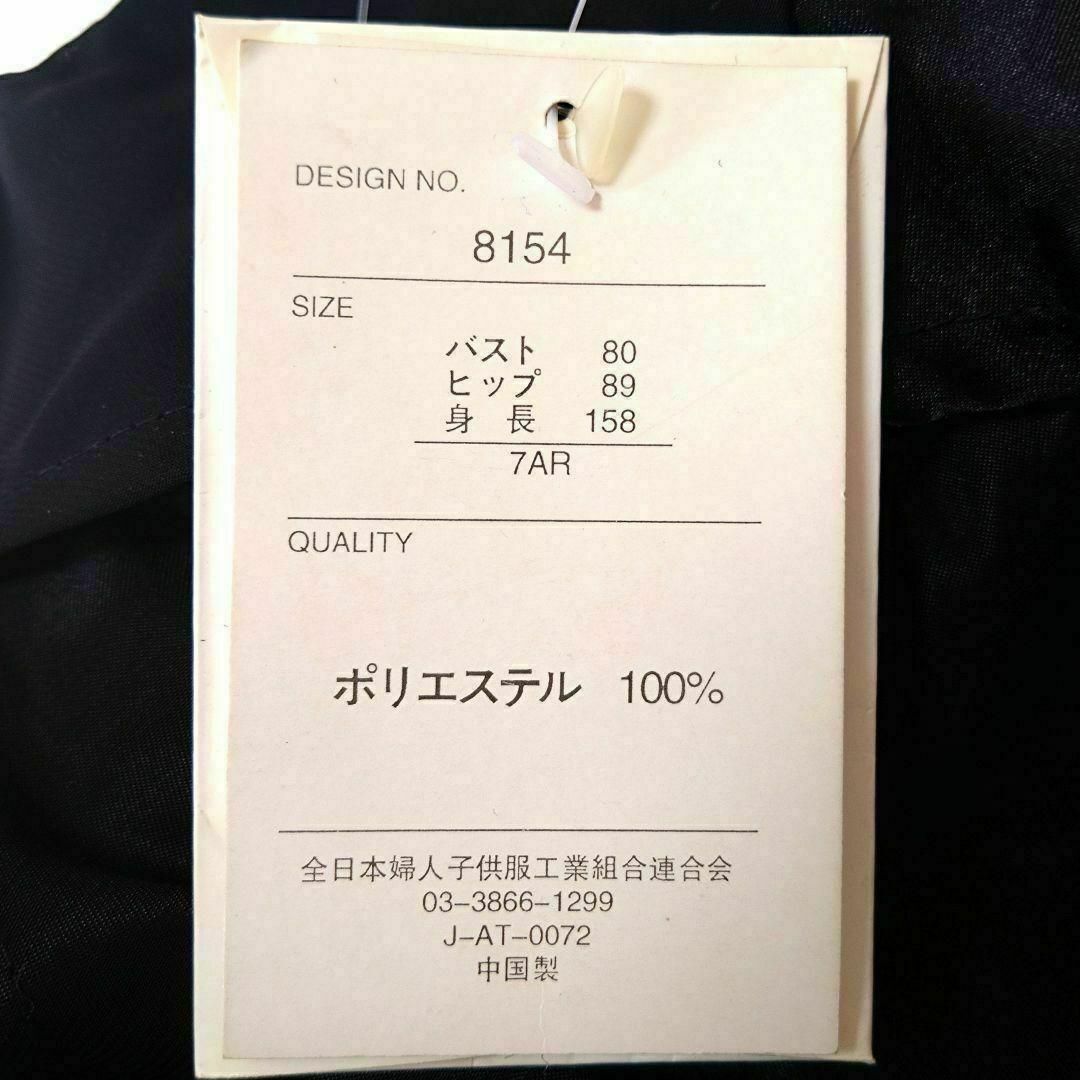 DESIGN NO.
8154
SIZE
バスト 80
ヒップ 89
身長 158
7AR
QUALITY
ポリエステル 100%
全日本婦人子供服工業組合連合会
03-3866-1299
J-AT-0072
中国製